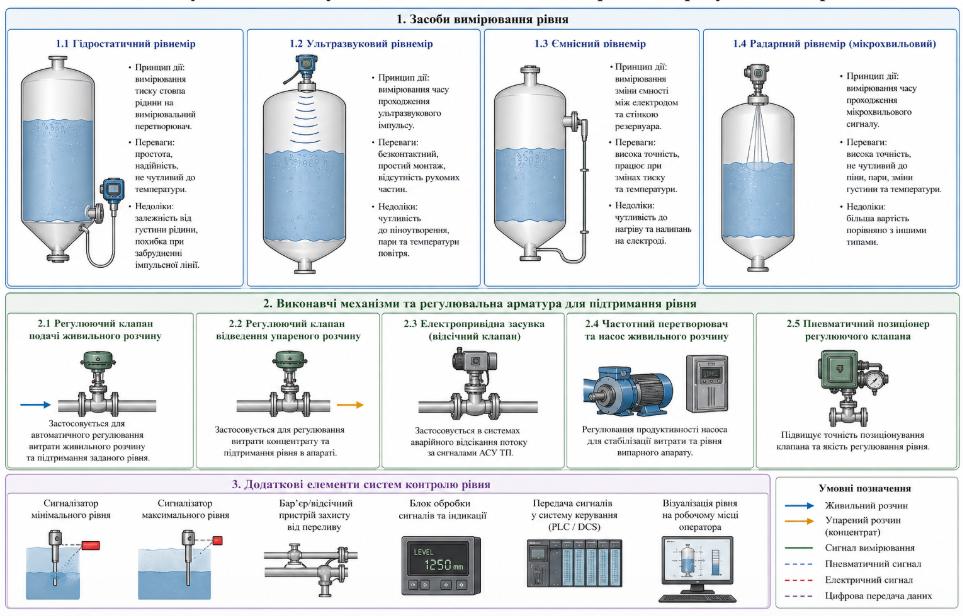 1. Засоби вимірювання рівня
1.1 Гідростатичний рівнемір
• Принцип дії:
вимірювання
тиску стовпа
рідини на
вимірювальний
перетворювач.
• Переваги:
простота,
надійність,
не чутливий до
температури.
• Недоліки:
залежність від
густини рідини,
похибка при
забрудненні
імпульсної лінії.
1.2 Ультразвуковий рівнемір
• Принцип дії:
вимірювання часу
проходження
ультразвукового
імпульсу.
• Переваги:
безконтактний,
простий монтаж,
відсутність рухомих
частин.
• Недоліки:
чутливість
до піноутворення,
пари та температури
повітря.
1.3 Ємнісний рівнемір
• Принцип дії:
вимірювання
зміни ємності
між електродом
та стінкою
резервуара.
• Переваги:
висока точність,
працює при
змінах тиску
та температури.
• Недоліки:
чутливість до
нагріву та налипань
на електроді.
1.4 Радарний рівнемір (мікрохвильовий)
• Принцип дії:
вимірювання часу
проходження
мікрохвильового
сигналу.
• Переваги:
висока точність,
не чутливий до
піни, пари, зміни
густини та температури.
• Недоліки:
більша вартість
порівняно з іншими
типами.
2. Виконавчі механізми та регулювальна арматура для підтримання рівня
2.1 Регулюючий клапан
подачі живильного розчину
Застосовується для
автоматичного регулювання
витрати живильного розчину
та підтримання заданого рівня.
2.2 Регулюючий клапан
відведення упареного розчину
Застосовується для регулювання
витрати концентрату та
підтримання рівня в апараті.
2.3 Електропривідна засувка
(відсічний клапан)
Застосовується в системах
аварійного відсікання потоку
за сигналами АСУ ТП.
2.4 Частотний перетворювач
та насос живильного розчину
Регулювання продуктивності насоса
для стабілізації витрати та рівня
випарного апарату.
2.5 Пневматичний позиціонер
регулюючого клапана
Підвищує точність позиціонування
клапана та якість регулювання рівня.
3. Додаткові елементи систем контролю рівня
Сигналізатор
мінімального рівня
Сигналізатор
максимального рівня
Бар’єр/відсічний
пристрій захисту
від переливу
Блок обробки
сигналів та індикації
LEVEL
1250 mm
Передача сигналів
у систему керування
(PLC / DCS)
Візуалізація рівня
на робочому місці
оператора
Умовні позначення
Живильний розчин
Упарений розчин
(концентрат)
Сигнал вимірювання
Пневматичний сигнал
Електричний сигнал
Цифрова передача даних